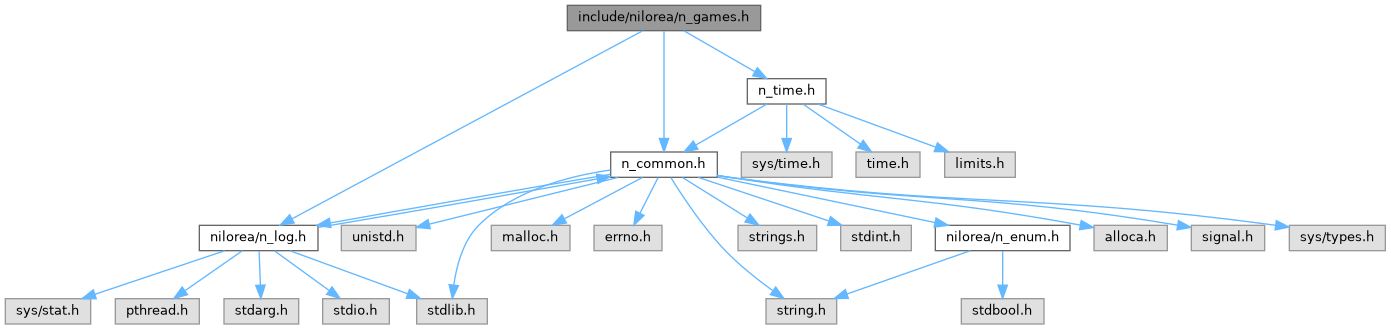 include/nilorea/n_games.h
n_time.h
n_common.h
sys/time.h
time.h
limits.h
nilorea/n_log.h
unistd.h
malloc.h
errno.h
strings.h
stdint.h
nilorea/n_enum.h
alloca.h
signal.h
sys/types.h
sys/stat.h
pthread.h
stdarg.h
stdio.h
stdlib.h
string.h
stdbool.h